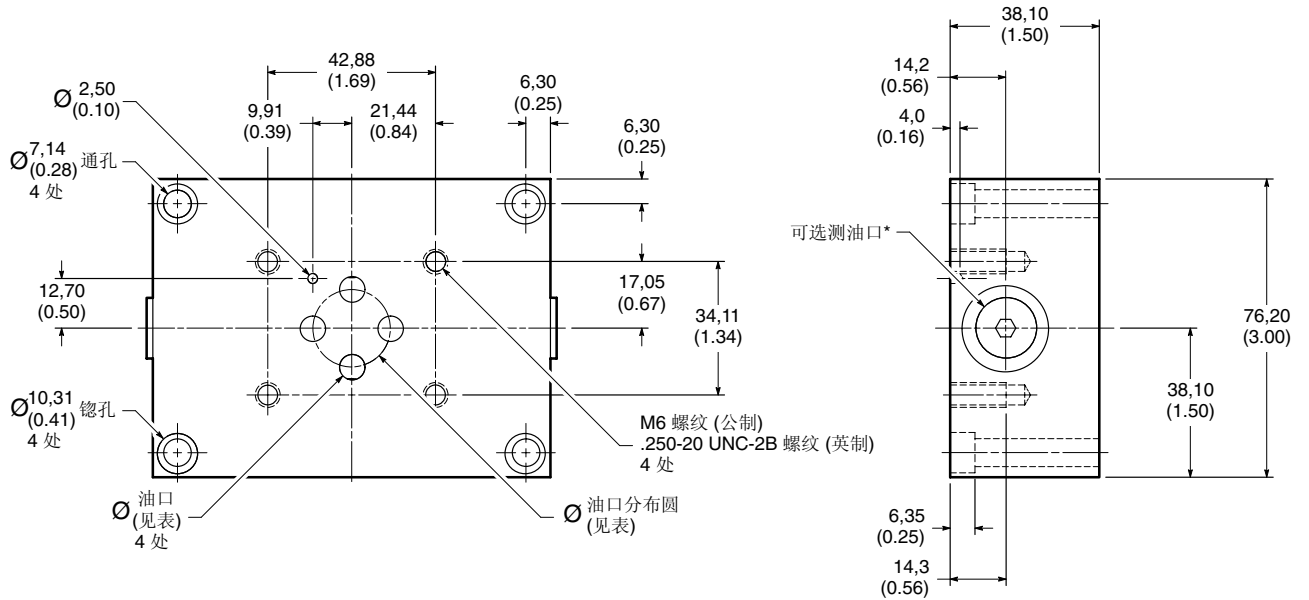 42,88
(1.69)
Ø 2,50
(0.10)
9,91
(0.39)
21,44
(0.84)
6,30
(0.25)
6,30
(0.25)
Ø 7,14
(0.28) 通孔
4 处
12,70
(0.50)
17,05
(0.67)
34,11
(1.34)
Ø 10,31
(0.41) 锪孔
4 处
M6 螺纹 (公制)
.250-20 UNC-2B 螺纹 (英制)
4 处
Ø 油口
(见表)
4 处
Ø 油口分布圆
(见表)
38,10
(1.50)
14,2
(0.56)
4,0
(0.16)
可选测油口*
76,20
(3.00)
38,10
(1.50)
6,35
(0.25)
14,3
(0.56)